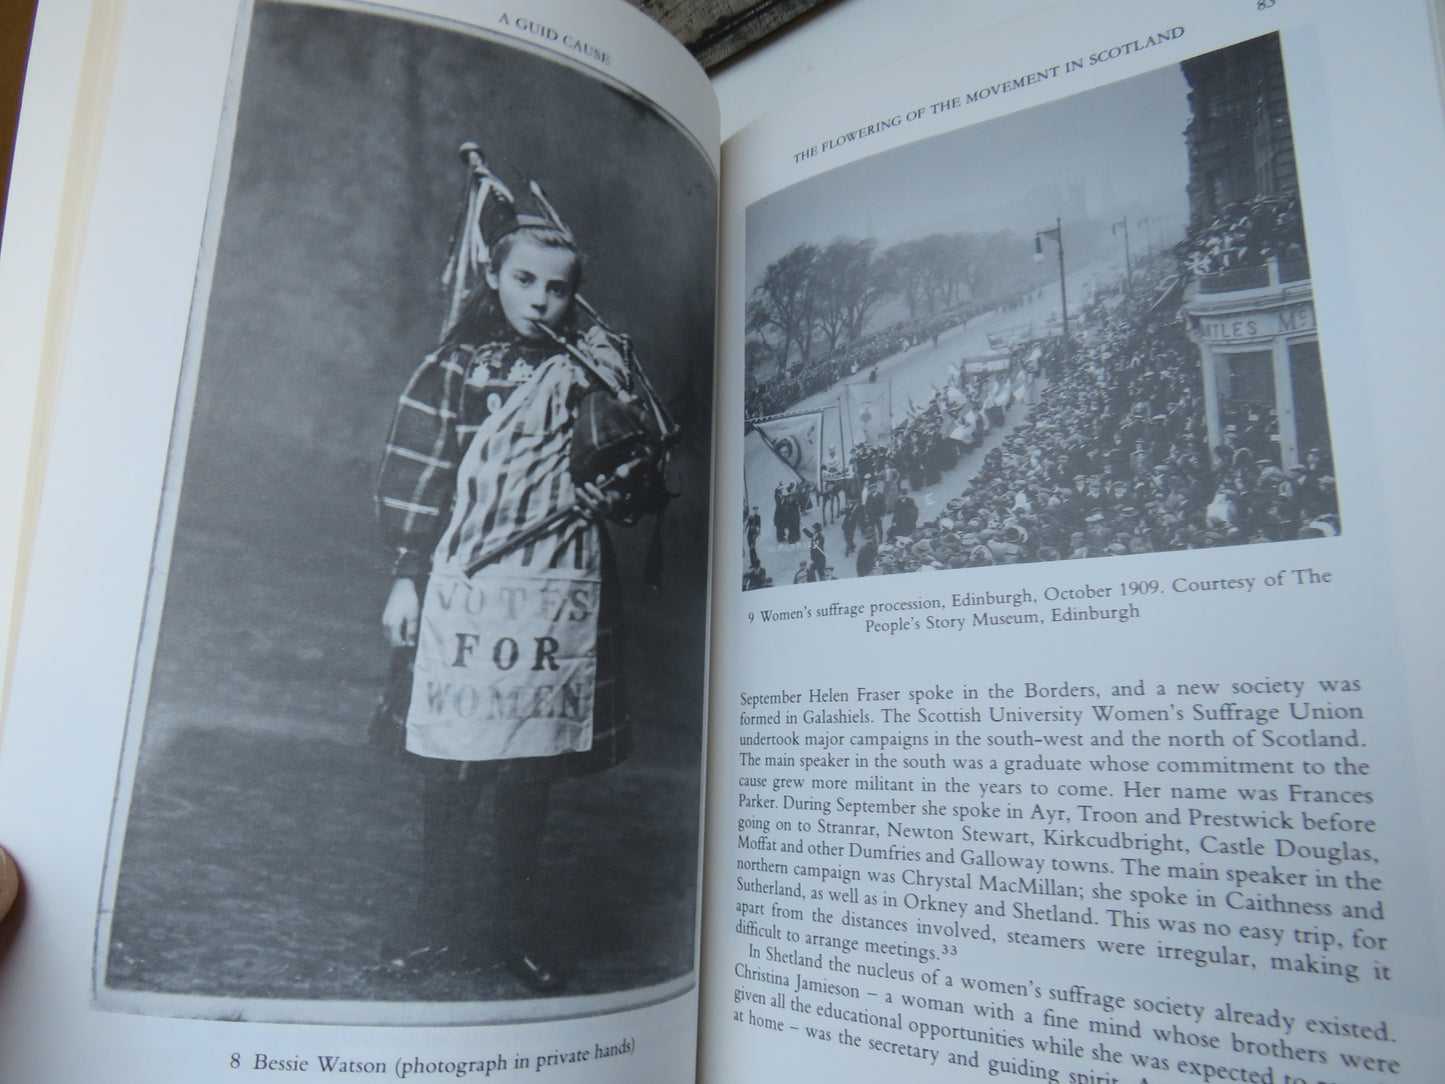 A GUID CAUSE
VOTES
FOR
WOMEN
8 Bessie Watson (photograph in private hands)
83
THE FLOWERING OF THE MOVEMENT IN SCOTLAND
NTLES Mc
9 Women's suffrage procession, Edinburgh, October 1909. Courtesy of The
People's Story Museum, Edinburgh
September Helen Fraser spoke in the Borders, and a new society was
formed in Galashiels. The Scottish University Women's Suffrage Union
undertook major campaigns in the south-west and the north of Scotland.
The main speaker in the south was a graduate whose commitment to the
cause grew more militant in the years to come. Her name was Frances
Parker. During September she spoke in Ayr, Troon and Prestwick before
going on to Stranrar, Newton Stewart, Kirkcudbright, Castle Douglas,
Moffat and other Dumfries and Galloway towns. The main speaker in the
northern campaign was Chrystal MacMillan; she spoke in Caithness and
Sutherland, as well as in Orkney and Shetland. This was no easy trip, for
apart from the distances involved, steamers were irregular, making it
difficult to arrange meetings.33
In Shetland the nucleus of a women's suffrage society already existed.
Christina Jamieson – a woman with a fine mind whose brothers were
given all the educational opportunities while she was expected to
at home – was the secretary and guiding spirit.